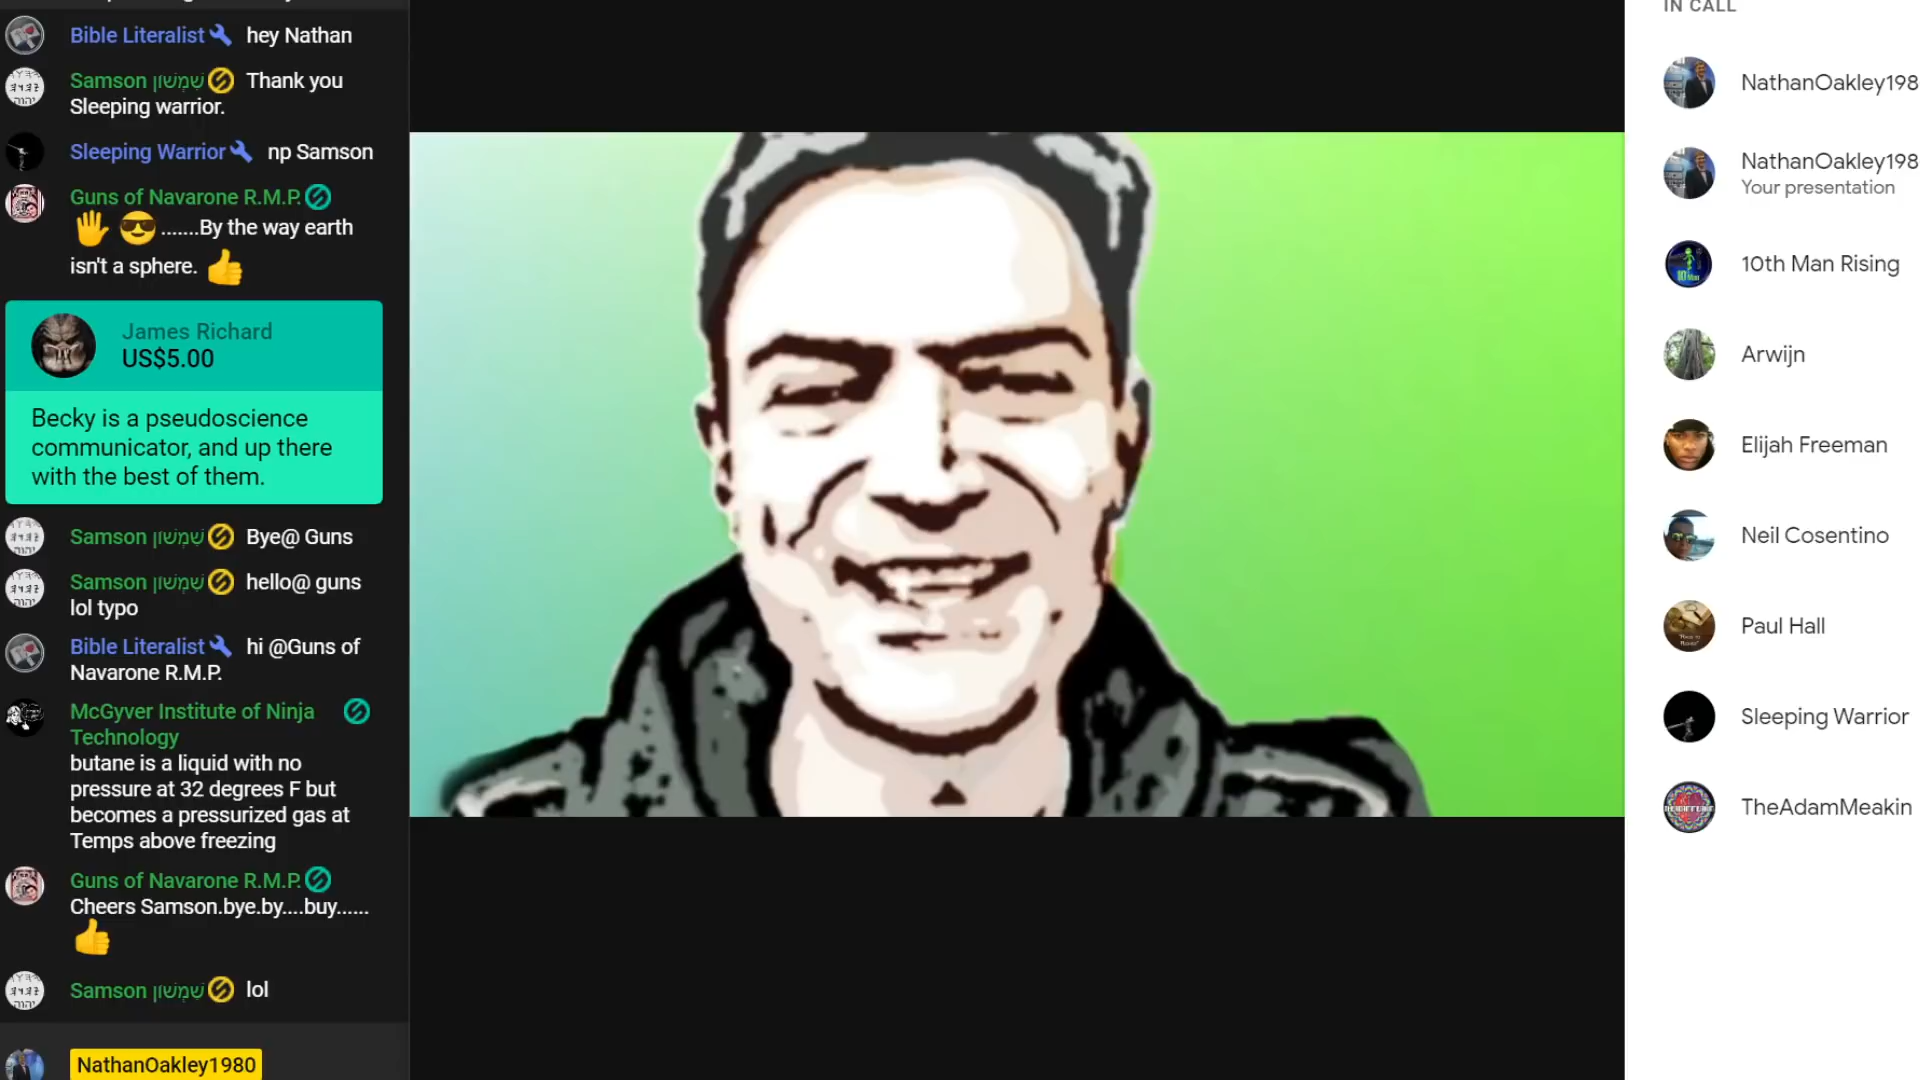 Bible Literalist hey Nathan
Samson שִׁמְשׁוֹן Thank you
Sleeping warrior.
Sleeping Warrior np Samson
Guns of Navarone R.M.P.
🖐 😎 .......By the way earth
isn't a sphere. 👍
James Richard
US$5.00
Becky is a pseudoscience
communicator, and up there
with the best of them.
Samson שִׁמְשׁוֹן Bye@ Guns
Samson שִׁמְשׁוֹן hello@ guns
lol typo
Bible Literalist hi @Guns of
Navarone R.M.P.
McGyver Institute of Ninja
Technology
butane is a liquid with no
pressure at 32 degrees F but
becomes a pressurized gas at
Temps above freezing
Guns of Navarone R.M.P.
Cheers Samson.bye.by....buy......
👍
Samson שִׁמְשׁוֹן lol
NathanOakley1980
IN CALL
NathanOakley198
NathanOakley198
Your presentation
10th Man Rising
Arwijn
Elijah Freeman
Neil Cosentino
Paul Hall
Sleeping Warrior
TheAdamMeakin